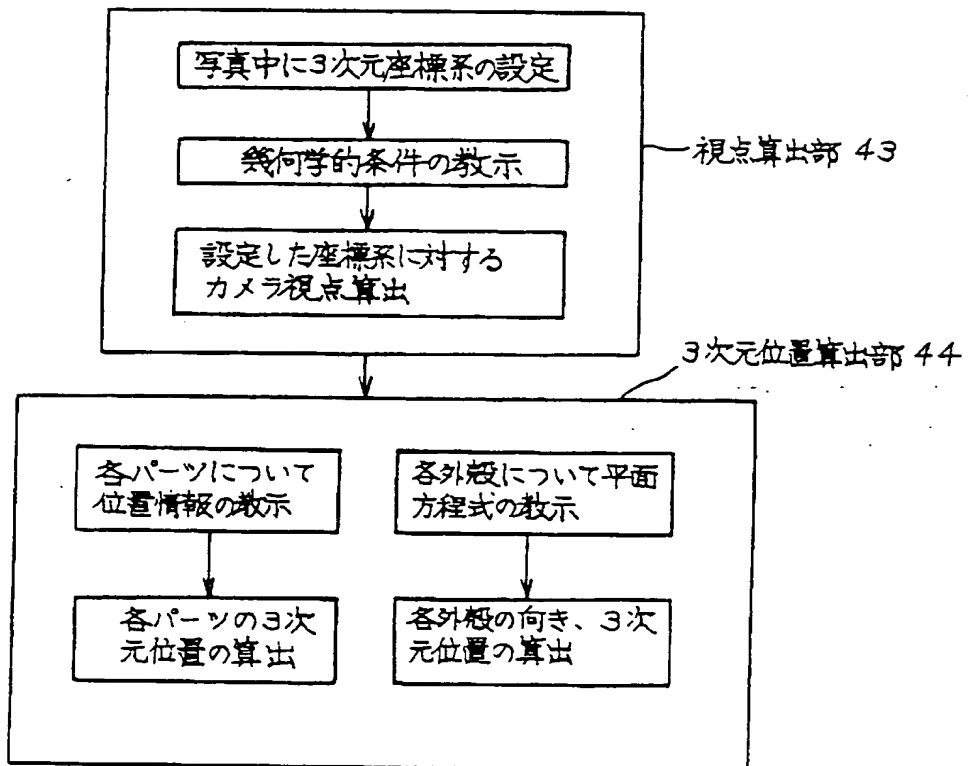 写真中に3次元座標系の設定
幾何学的条件の教示
設定した座標系に対する
カメラ視点算出
視点算出部 43
3次元位置算出部 44
各パーツについて
位置情報の教示
各パーツの3次
元位置の算出
各外殻について平面
方程式の教示
各外殻の向き、3次
元位置の算出